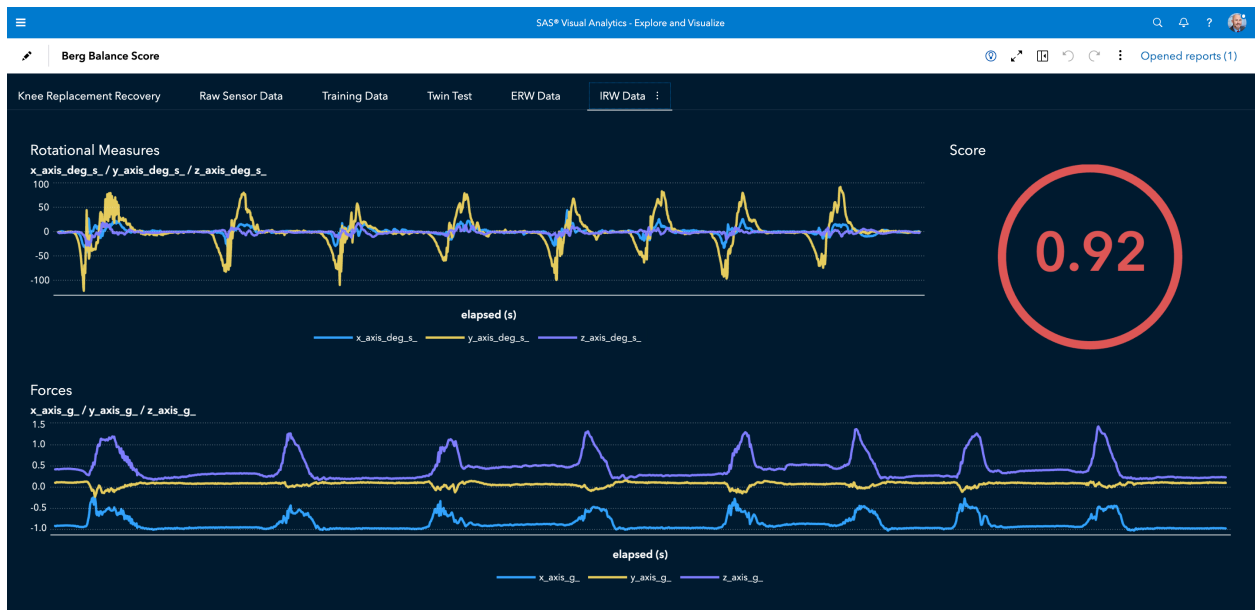 SAS® Visual Analytics - Explore and Visualize
?
Berg Balance Score
Opened reports (1)
Knee Replacement Recovery Raw Sensor Data Training Data Twin Test ERW Data IRW Data
Rotational Measures
x_axis_deg_s_ / y_axis_deg_s_ / z_axis_deg_s_
100
50
0
-50
-100
elapsed (s)
x_axis_deg_s_ y_axis_deg_s_ z_axis_deg_s_
Score
0.92
Forces
x_axis_g_ / y_axis_g_ / z_axis_g_
1.5
1.0
0.5
0.0
-0.5
-1.0
elapsed (s)
x_axis_g_ y_axis_g_ z_axis_g_